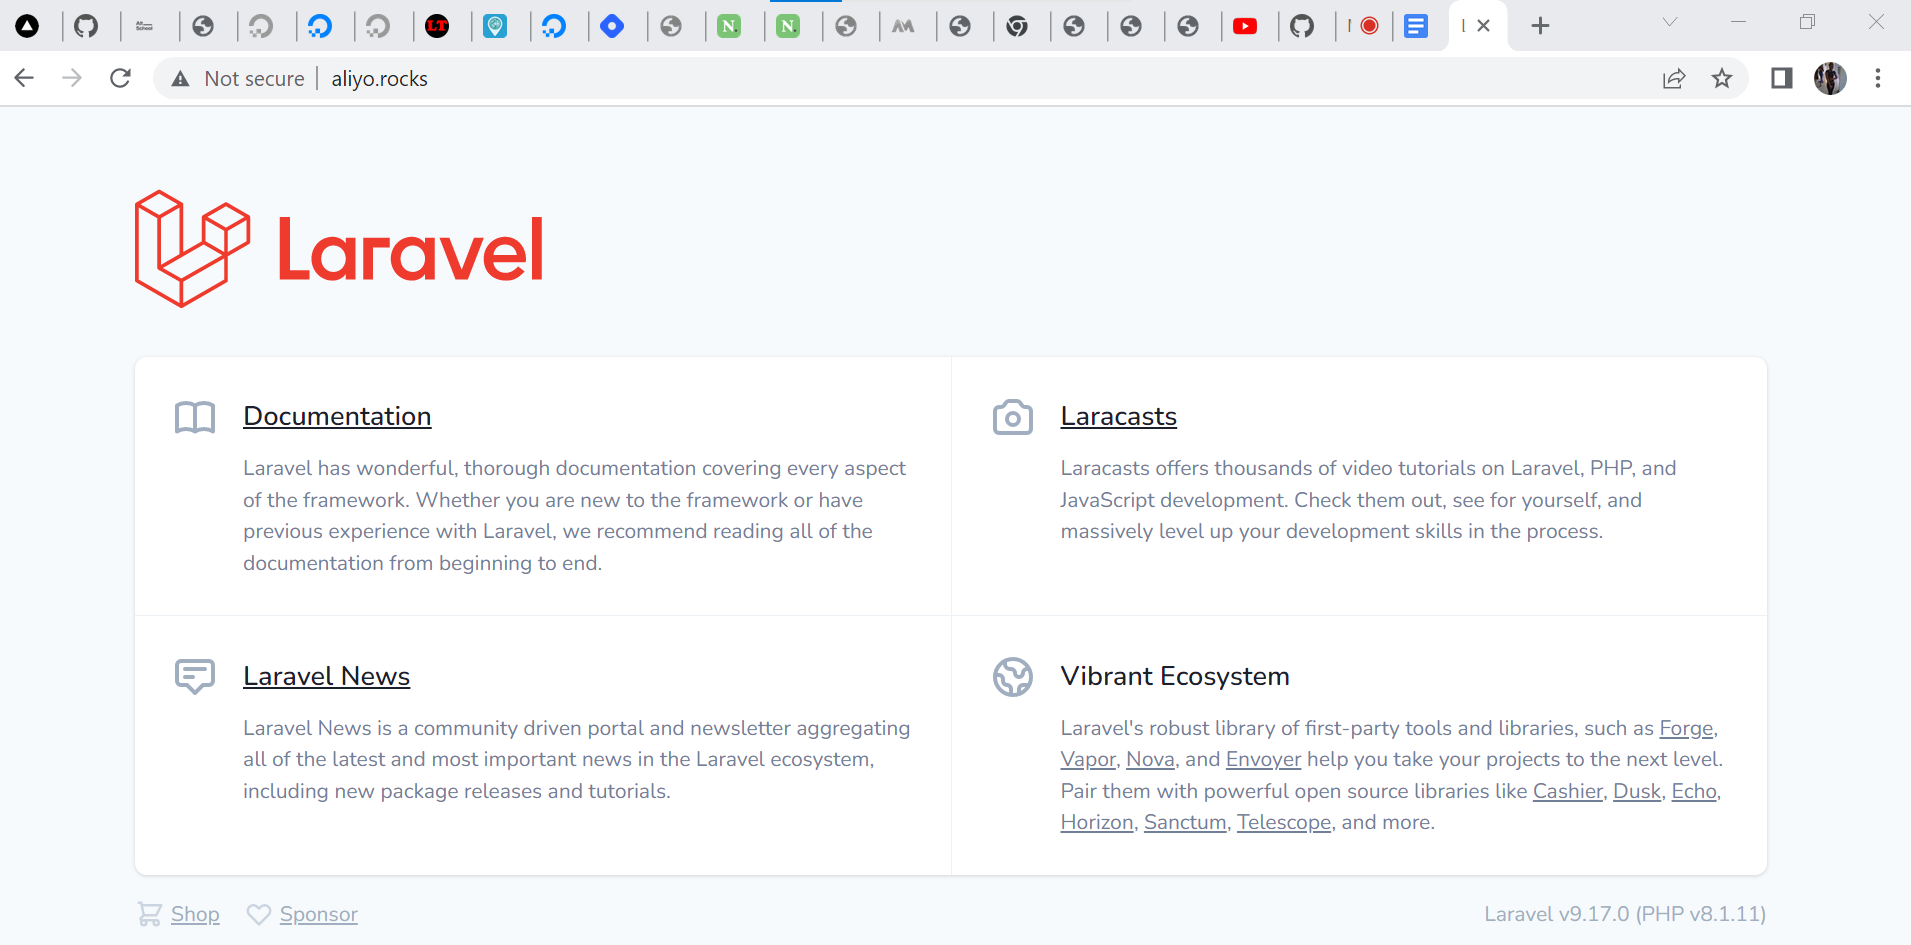 Alt
School
LT
N.
N.
Not secure
aliyo.rocks
Laravel
Documentation
Laravel has wonderful, thorough documentation covering every aspect
of the framework. Whether you are new to the framework or have
previous experience with Laravel, we recommend reading all of the
documentation from beginning to end.
Laracasts
Laracasts offers thousands of video tutorials on Laravel, PHP, and
JavaScript development. Check them out, see for yourself, and
massively level up your development skills in the process.
Laravel News
Laravel News is a community driven portal and newsletter aggregating
all of the latest and most important news in the Laravel ecosystem,
including new package releases and tutorials.
Vibrant Ecosystem
Laravel's robust library of first-party tools and libraries, such as Forge,
Vapor, Nova, and Envoyer help you take your projects to the next level.
Pair them with powerful open source libraries like Cashier, Dusk, Echo,
Horizon, Sanctum, Telescope, and more.
Shop
Sponsor
Laravel v9.17.0 (PHP v8.1.11)